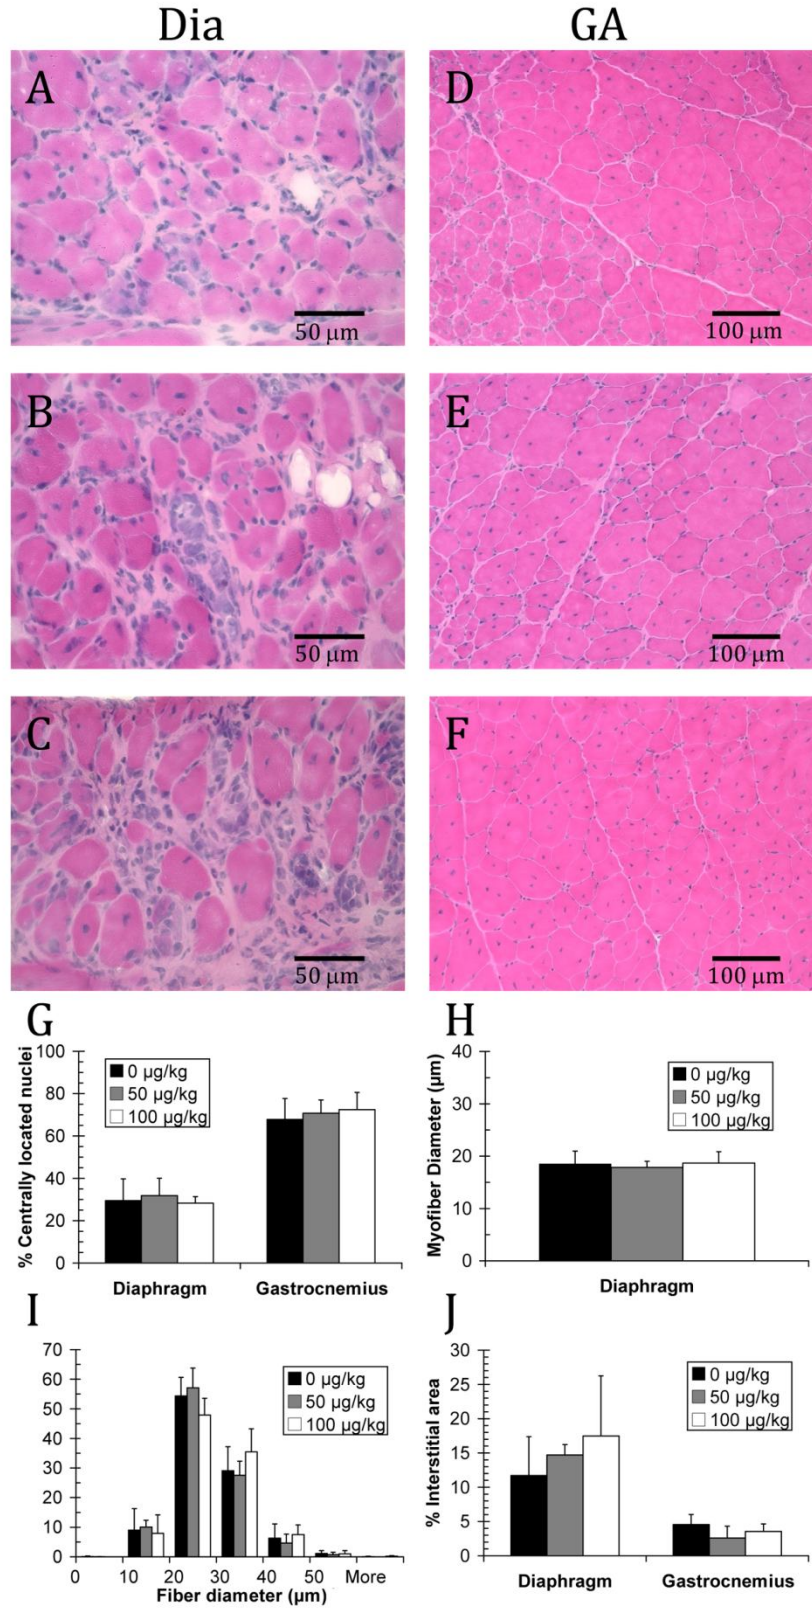 Dia GA
A D
50 µm 100 µm
B E
50 µm 100 µm
C F
50 µm 100 µm
G
% Centrally located nuclei
100
80
60
40
20
0
0 µg/kg
50 µg/kg
100 µg/kg
Diaphragm Gastrocnemius
H
Myofiber Diameter (µm)
40
30
20
10
0
0 µg/kg
50 µg/kg
100 µg/kg
Diaphragm
I
70
60
50
40
30
20
10
0
0 µg/kg
50 µg/kg
100 µg/kg
0 10 20 30 40 50 More
Fiber diameter (µm)
J
% Interstitial area
30
25
20
15
10
5
0
0 µg/kg
50 µg/kg
100 µg/kg
Diaphragm Gastrocnemius